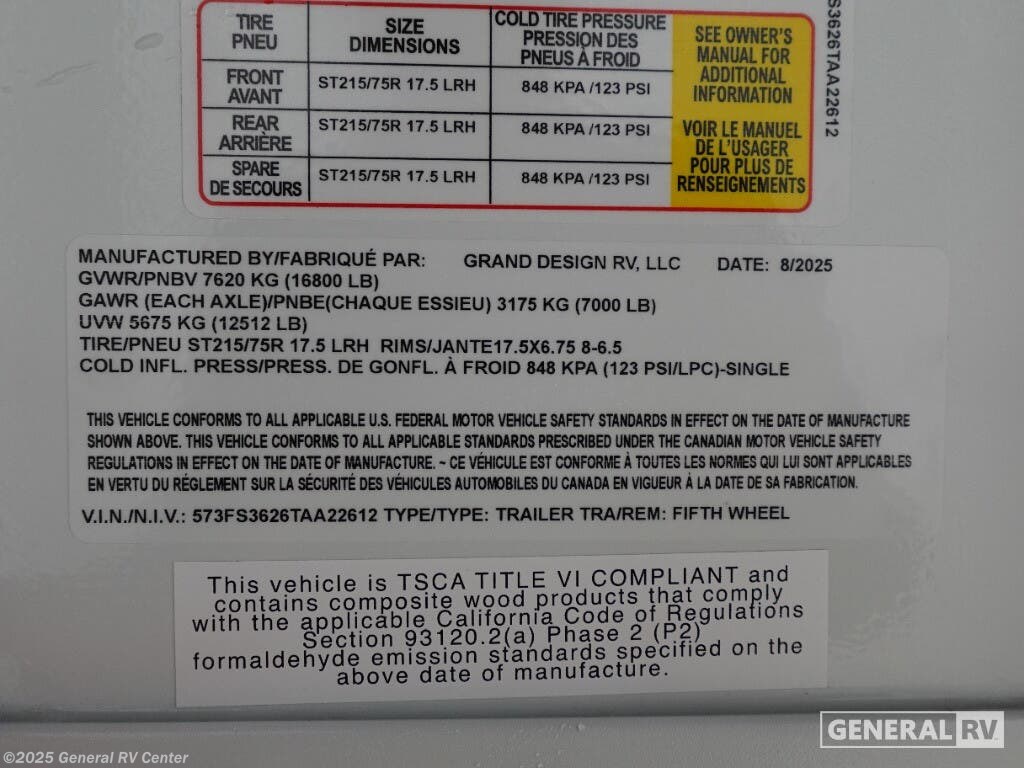 TIRE
PNEU
SIZE
DIMENSIONS
COLD TIRE PRESSURE
PRESSION DES
PNEUS À FROID
FRONT
AVANT
ST215/75R 17.5 LRH
848 KPA /123 PSI
REAR
ARRIÈRE
ST215/75R 17.5 LRH
848 KPA /123 PSI
SPARE
DE SECOURS
ST215/75R 17.5 LRH
848 KPA /123 PSI
SEE OWNER'S
MANUAL FOR
ADDITIONAL
INFORMATION
VOIR LE MANUEL
DE L'USAGER
POUR PLUS DE
RENSEIGNEMENTS
S3626TAA22612
MANUFACTURED BY/FABRIQUÉ PAR: GRAND DESIGN RV, LLC DATE: 8/2025
GVWR/PNBV 7620 KG (16800 LB)
GAWR (EACH AXLE)/PNBE(CHAQUE ESSIEU) 3175 KG (7000 LB)
UVW 5675 KG (12512 LB)
TIRE/PNEU ST215/75R 17.5 LRH RIMS/JANTE17.5X6.75 8-6.5
COLD INFL. PRESS/PRESS. DE GONFL. À FROID 848 KPA (123 PSI/LPC)-SINGLE
THIS VEHICLE CONFORMS TO ALL APPLICABLE U.S. FEDERAL MOTOR VEHICLE SAFETY STANDARDS IN EFFECT ON THE DATE OF MANUFACTURE
SHOWN ABOVE. THIS VEHICLE CONFORMS TO ALL APPLICABLE STANDARDS PRESCRIBED UNDER THE CANADIAN MOTOR VEHICLE SAFETY
REGULATIONS IN EFFECT ON THE DATE OF MANUFACTURE. ~ CE VÉHICULE EST CONFORME À TOUTES LES NORMES QUI LUI SONT APPLICABLES
EN VERTU DU RÉGLEMENT SUR LA SÉCURITÉ DES VÉHICULES AUTOMOBILES DU CANADA EN VIGUEUR À LA DATE DE SA FABRICATION.
V.I.N./N.I.V.: 573FS3626TAA22612 TYPE/TYPE: TRAILER TRA/REM: FIFTH WHEEL
This vehicle is TSCA TITLE VI COMPLIANT and
contains composite wood products that comply
with the applicable California Code of Regulations
Section 93120.2(a) Phase 2 (P2)
formaldehyde emission standards specified on the
above date of manufacture.
GENERAL RV
©2025 General RV Center